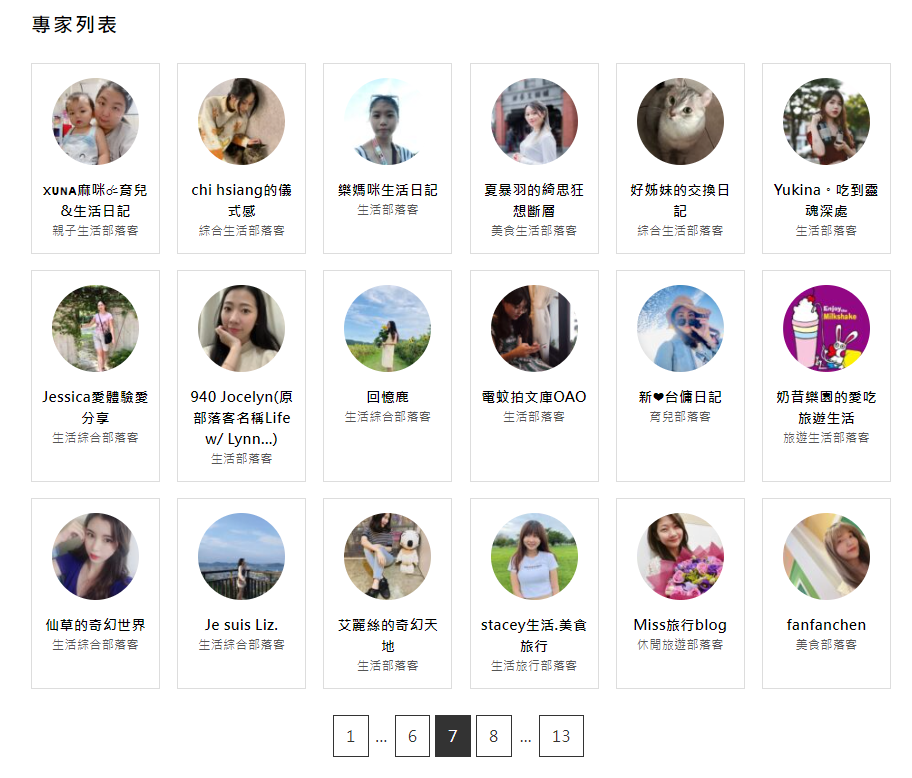 專家列表
xᴜɴᴀ麻咪ఉ育兒
&生活日記
親子生活部落客
chi hsiang的儀
式感
綜合生活部落客
樂媽咪生活日記
生活部落客
夏暴羽的綺思狂
想斷層
美食生活部落客
好姊妹的交換日
記
綜合生活部落客
Yukina。吃到靈
魂深處
生活部落客
Enjoy
Milkshake
Jessica愛體驗愛
分享
生活綜合部落客
940 Jocelyn(原
部落客名稱Life
w/ Lynn...)
生活部落客
回憶鹿
生活綜合部落客
電蚊拍文庫OAO
生活部落客
新❤台傭日記
育兒部落客
奶昔樂園的愛吃
旅遊生活
旅遊生活部落客
仙草的奇幻世界
生活綜合部落客
Je suis Liz.
生活綜合部落客
艾麗絲的奇幻天
地
生活部落客
stacey生活.美食
旅行
生活旅行部落客
Miss旅行blog
休閒旅遊部落客
fanfanchen
美食部落客
1 ... 6 7 8 ... 13